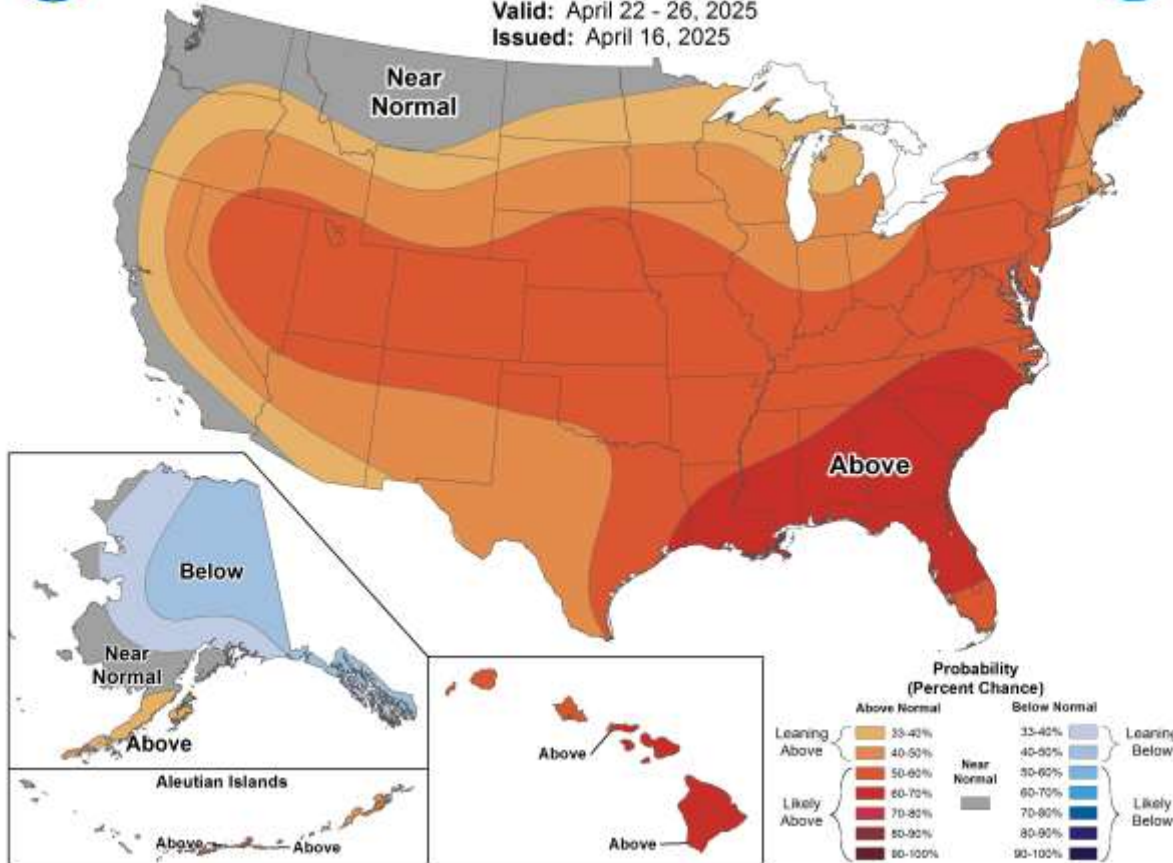 Valid: April 22 - 26, 2025
Issued: April 16, 2025
Near
Normal
Above
Below
Near
Normal
Above
Aleutian Islands
Above
Above
Above
Above
Probability
(Percent Chance)
Above Normal
Below Normal
Leaning
Above
33-40%
40-50%
Likely
Above
50-60%
60-70%
70-80%
80-90%
90-100%
Near
Normal
33-40%
40-50%
Leaning
Below
50-60%
60-70%
70-80%
80-90%
90-100%
Likely
Below